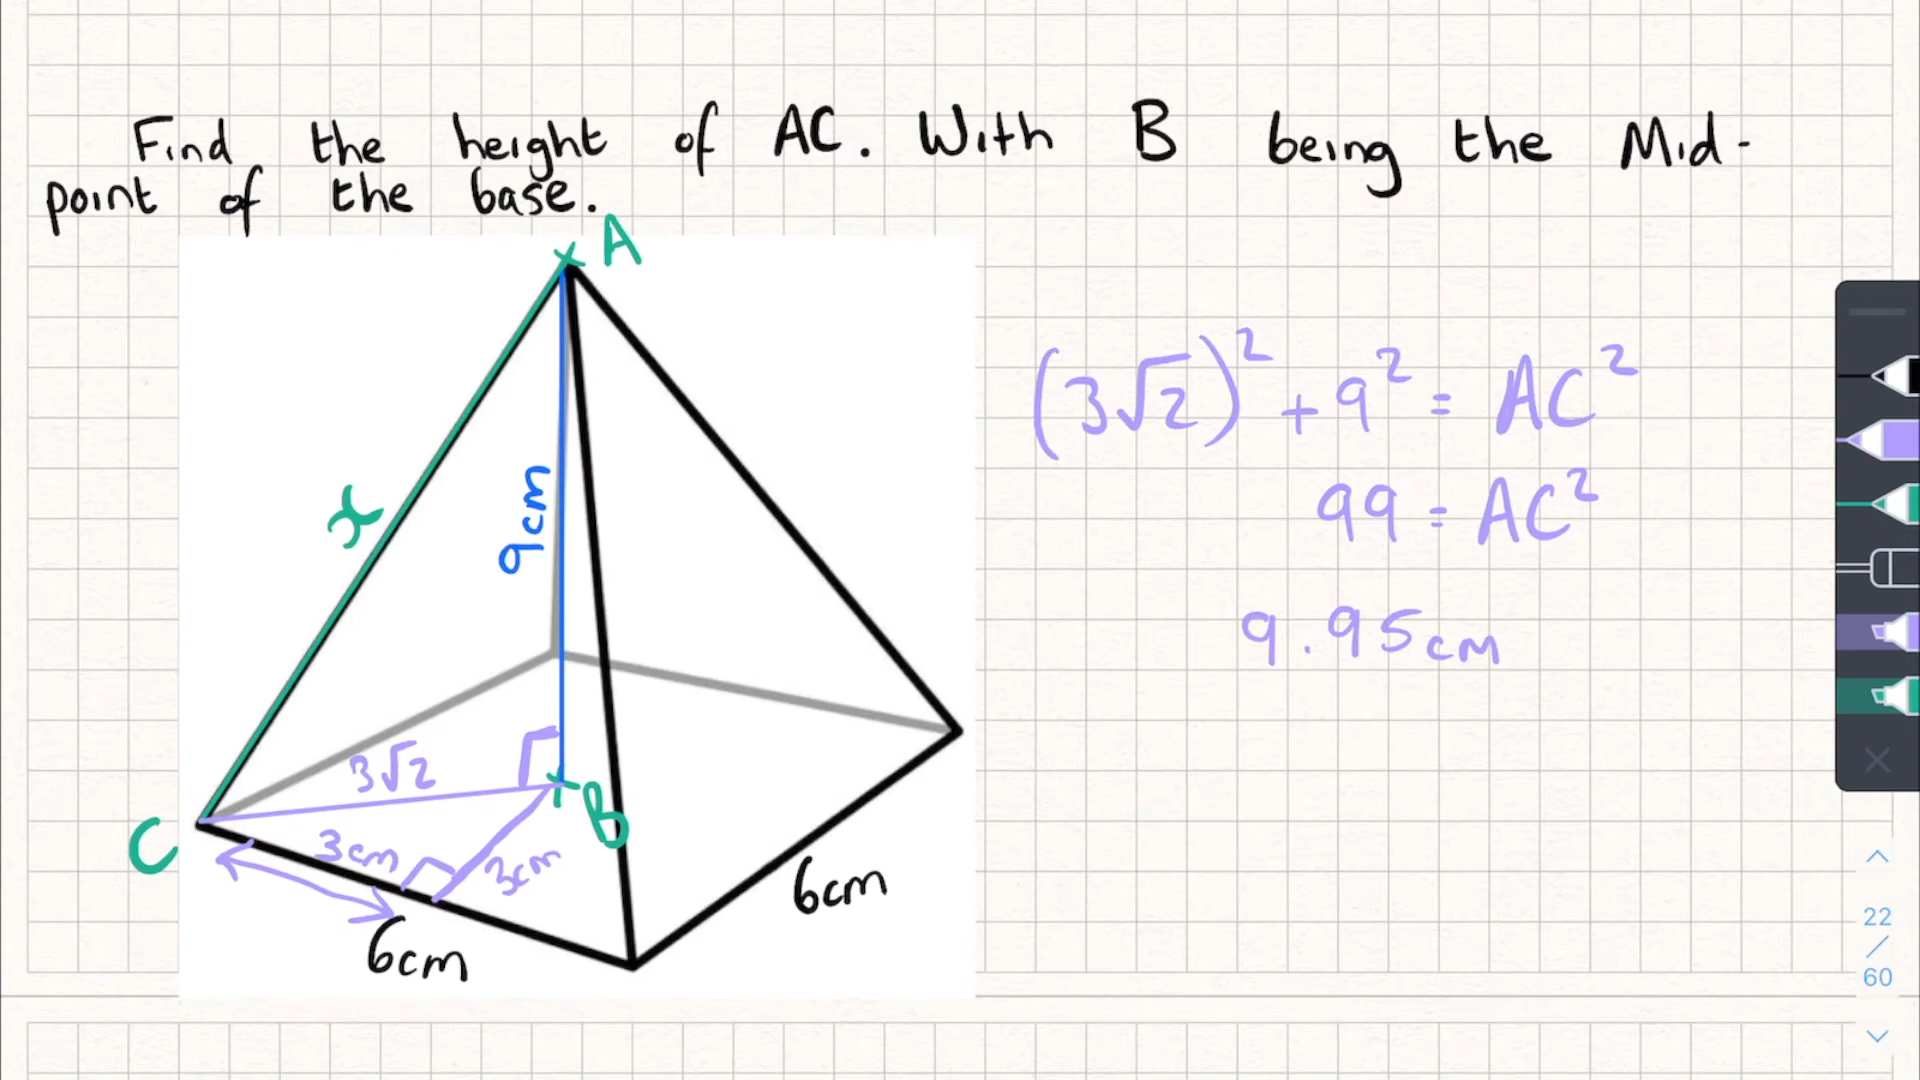 Find the height of AC. With B being the Mid-
point of the base.
A
(3√2)² + 9² = AC²
x
9cm
99 = AC²
9.95cm
3√2
B
C
3cm
3cm
6cm
6cm
22
/
60